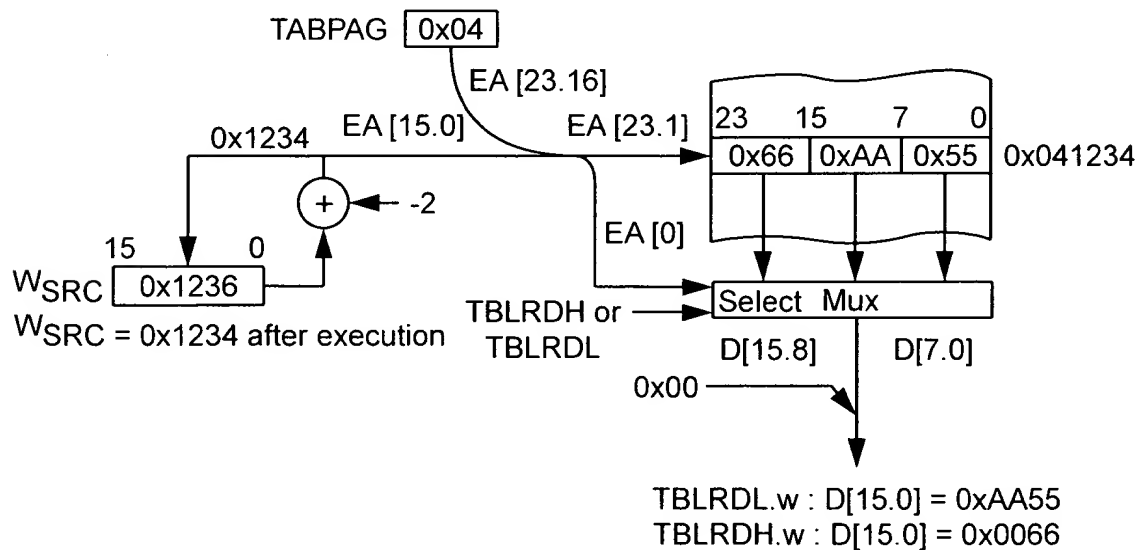 TABPAG 0x04
EA [23.16]
EA [15.0] EA [23.1]
0x1234
23 15 7 0
0x66 0xAA 0x55 0x041234
+ -2
EA [0]
15 0
WSRC 0x1236
WSRC = 0x1234 after execution
TBLRDH or
TBLRDL
Select Mux
D[15.8] D[7.0]
0x00
TBLRDL.w : D[15.0] = 0xAA55
TBLRDH.w : D[15.0] = 0x0066